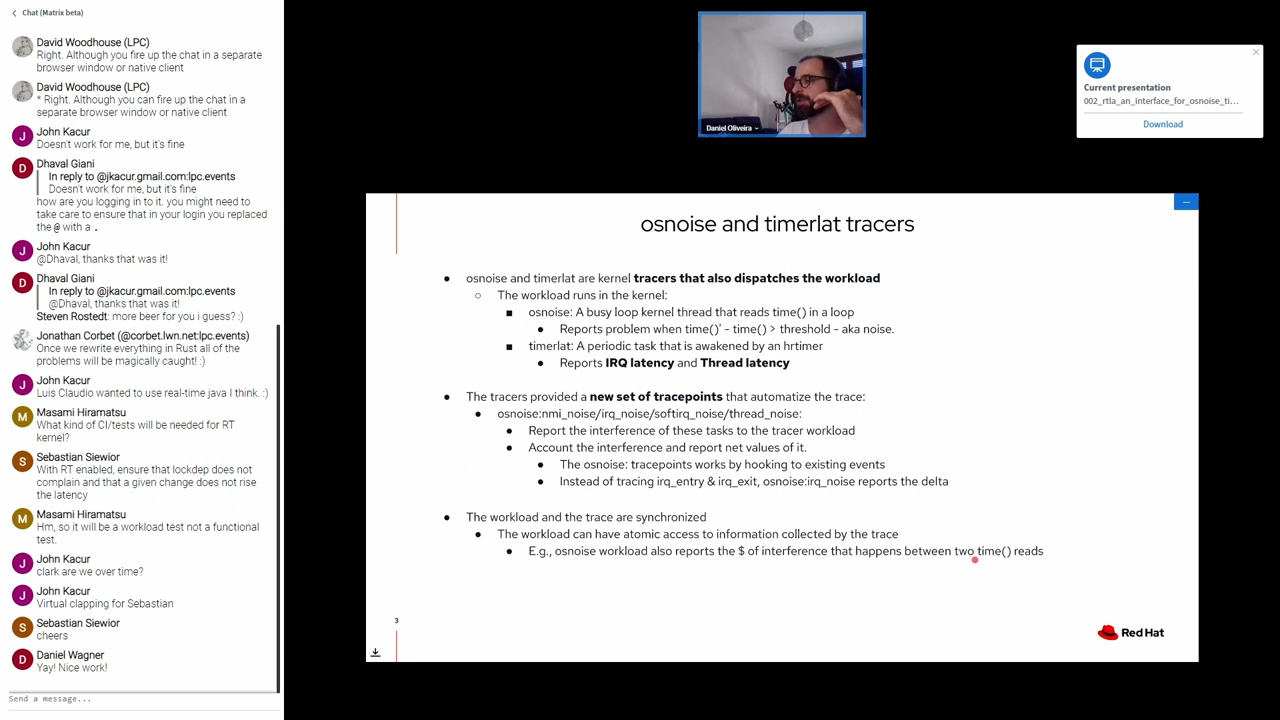 Chat (Matrix beta)
David Woodhouse (LPC)
Right. Although you fire up the chat in a separate
browser window or native client
David Woodhouse (LPC)
* Right. Although you can fire up the chat in a
separate browser window or native client
J
John Kacur
Doesn't work for me, but it's fine
D
Dhaval Giani
In reply to @jkacur.gmail.com:lpc.events
Doesn't work for me, but it's fine
how are you logging in to it. you might need to
take care to ensure that in your login you replaced
the @ with a .
J
John Kacur
@Dhaval, thanks that was it!
D
Dhaval Giani
In reply to @jkacur.gmail.com:lpc.events
@Dhaval, thanks that was it!
Steven Rostedt: more beer for you i guess? :)
Jonathan Corbet (@corbet.lwn.net:lpc.events)
Once we rewrite everything in Rust all of the
problems will be magically caught! :)
J
John Kacur
Luis Claudio wanted to use real-time java I think. :)
M
Masami Hiramatsu
What kind of CI/tests will be needed for RT
kernel?
S
Sebastian Siewior
With RT enabled, ensure that lockdep does not
complain and that a given change does not rise
the latency
M
Masami Hiramatsu
Hm, so it will be a workload test not a functional
test.
J
John Kacur
clark are we over time?
J
John Kacur
Virtual clapping for Sebastian
S
Sebastian Siewior
cheers
D
Daniel Wagner
Yay! Nice work!
Send a message...
Daniel Oliveira
Current presentation
002_rtla_an_interface_for_osnoise_ti...
Download
osnoise and timerlat tracers
● osnoise and timerlat are kernel tracers that also dispatches the workload
○ The workload runs in the kernel:
■ osnoise: A busy loop kernel thread that reads time() in a loop
● Reports problem when time()' - time() > threshold - aka noise.
■ timerlat: A periodic task that is awakened by an hrtimer
● Reports IRQ latency and Thread latency
● The tracers provided a new set of tracepoints that automatize the trace:
● osnoise:nmi_noise/irq_noise/softirq_noise/thread_noise:
● Report the interference of these tasks to the tracer workload
● Account the interference and report net values of it.
● The osnoise: tracepoints works by hooking to existing events
● Instead of tracing irq_entry & irq_exit, osnoise:irq_noise reports the delta
● The workload and the trace are synchronized
● The workload can have atomic access to information collected by the trace
● E.g., osnoise workload also reports the $ of interference that happens between two time() reads
3
Red Hat